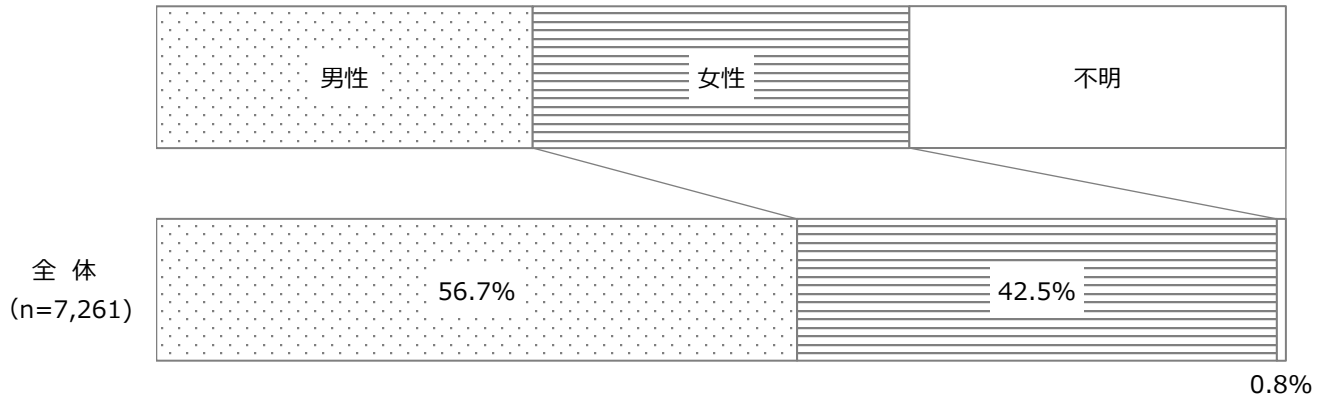 男性
女性
不明
全 体
(n=7,261)
56.7%
42.5%
0.8%